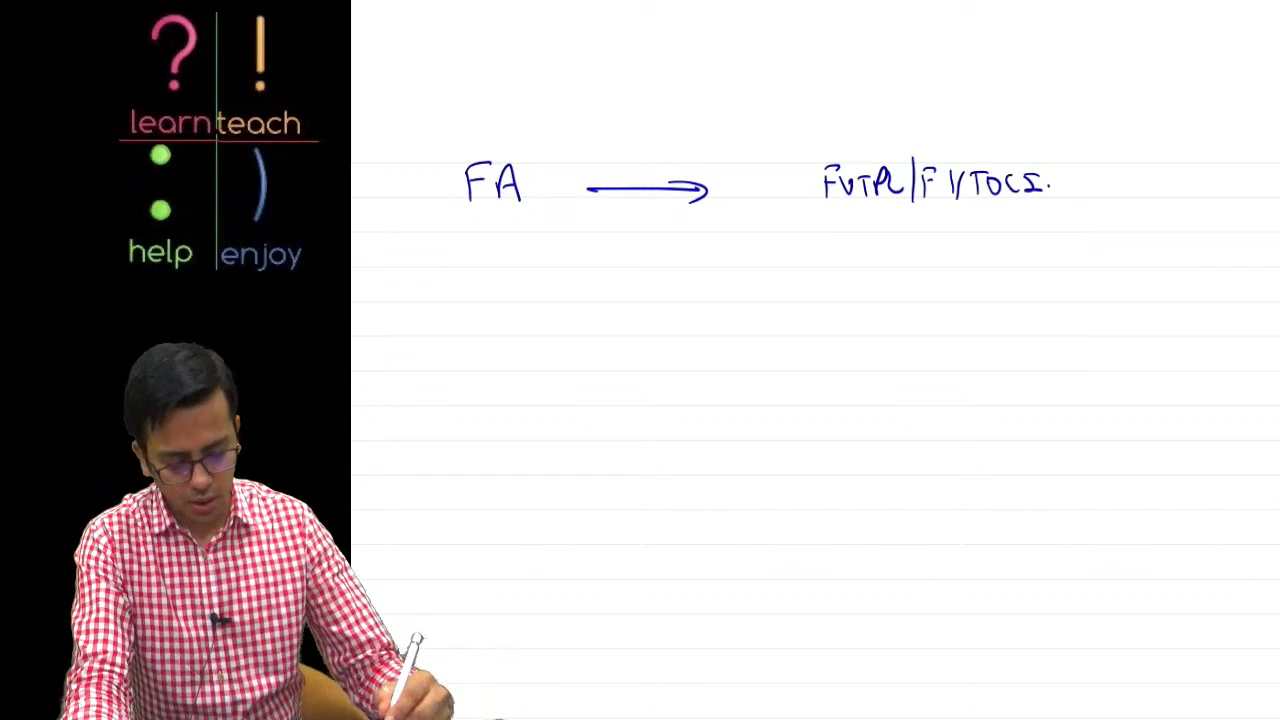 ? !
learn teach
: )
help enjoy
FA → FVTPL/FVTOCI.